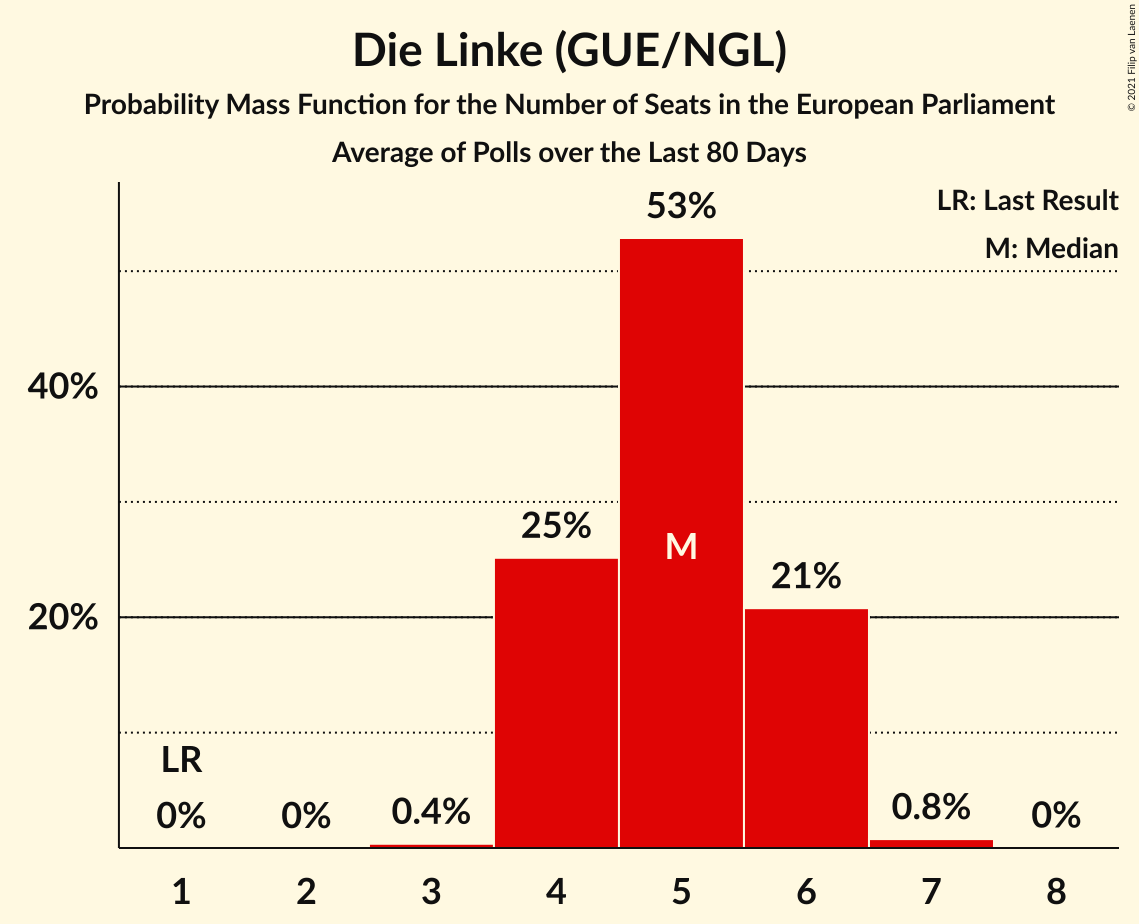 Die Linke (GUE/NGL)
Probability Mass Function for the Number of Seats in the European Parliament
Average of Polls over the Last 80 Days
© 2021 Filip van Laenen
LR: Last Result
M: Median
53%
40%
25%
M
21%
20%
LR
0%
0%
0.4%
0.8%
0%
1 2 3 4 5 6 7 8